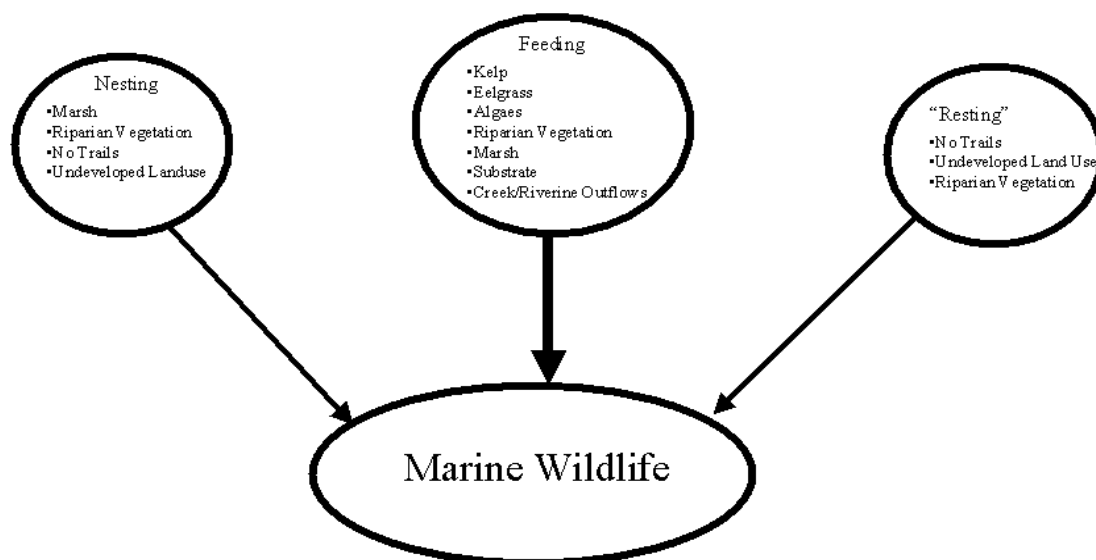 Nesting
▪Marsh
▪Riparian Vegetation
▪No Trails
▪Undeveloped Landuse
Feeding
▪Kelp
▪Eelgrass
▪Algaes
▪Riparian Vegetation
▪Marsh
▪Substrate
▪Creek/Riverine Outflows
“Resting”
▪No Trails
▪Undeveloped Land Use
▪Riparian Vegetation
Marine Wildlife